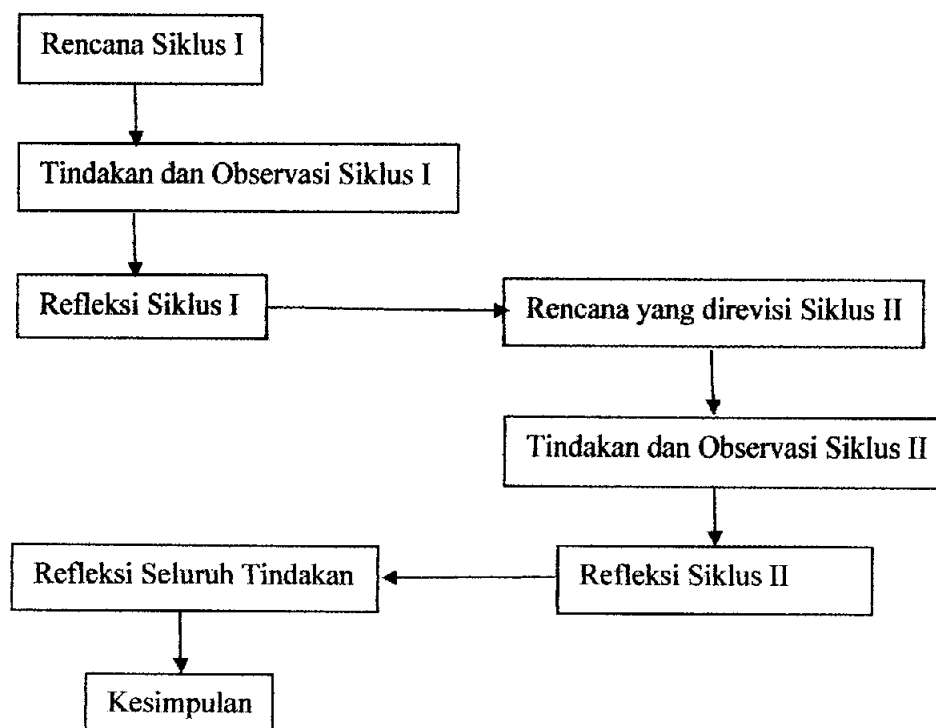 Rencana Siklus I
Tindakan dan Observasi Siklus I
Refleksi Siklus I
Rencana yang direvisi Siklus II
Tindakan dan Observasi Siklus II
Refleksi Siklus II
Refleksi Seluruh Tindakan
Kesimpulan